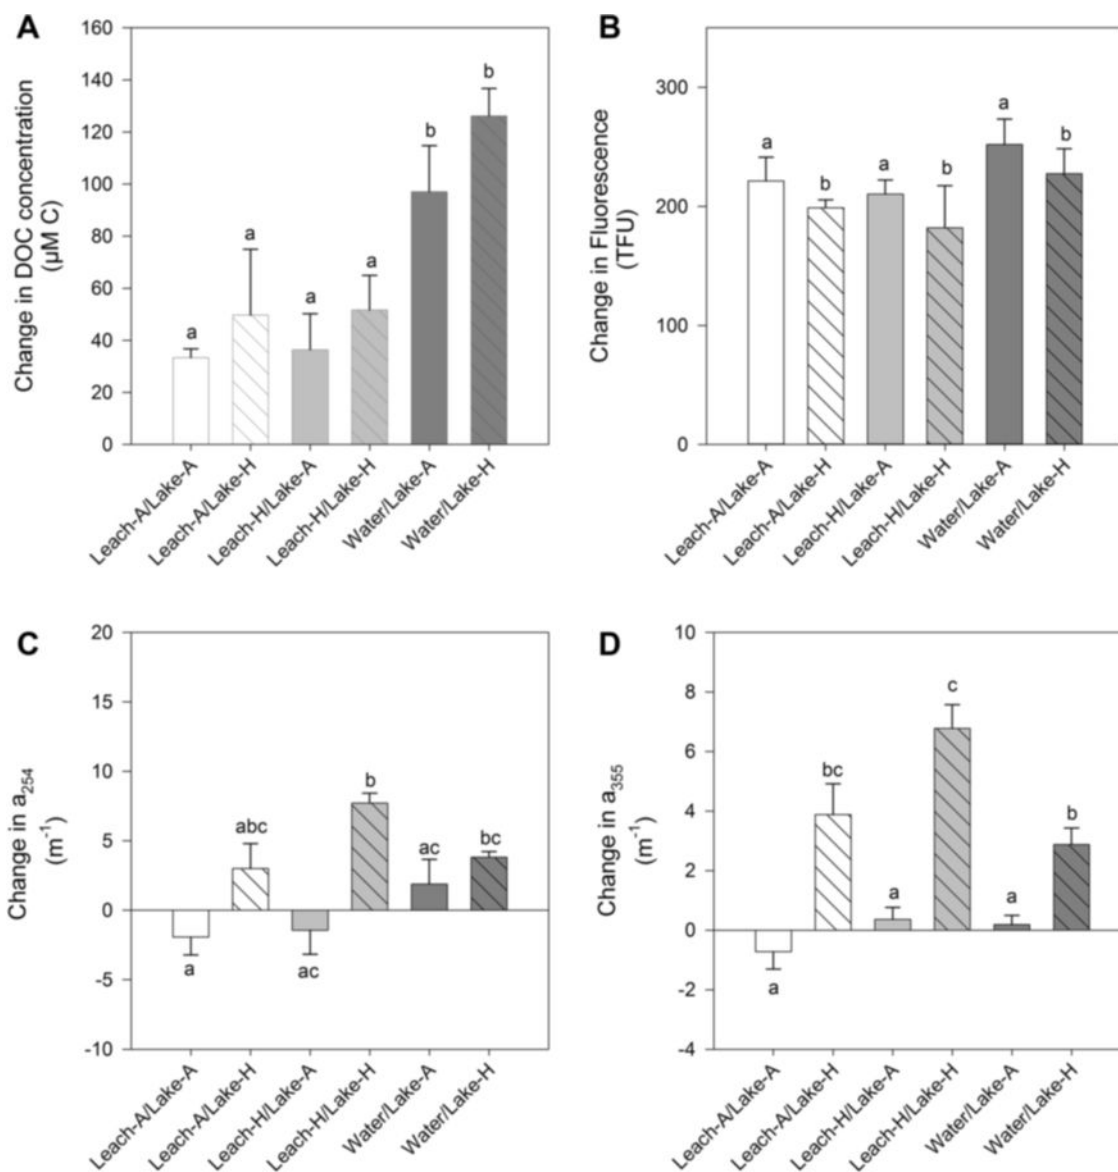 A
160
140
120
100
80
60
40
20
0
Change in DOC concentration
(µM C)
a
a
a
a
b
b
Leach-A/Lake-A
Leach-A/Lake-H
Leach-H/Lake-A
Leach-H/Lake-H
Water/Lake-A
Water/Lake-H
B
300
200
100
0
Change in Fluorescence
(TFU)
a
b
a
b
a
b
Leach-A/Lake-A
Leach-A/Lake-H
Leach-H/Lake-A
Leach-H/Lake-H
Water/Lake-A
Water/Lake-H
C
20
15
10
5
0
-5
-10
Change in a254
(m-1)
a
abc
ac
b
ac
bc
Leach-A/Lake-A
Leach-A/Lake-H
Leach-H/Lake-A
Leach-H/Lake-H
Water/Lake-A
Water/Lake-H
D
10
8
6
4
2
0
-2
-4
Change in a355
(m-1)
a
bc
a
c
a
b
Leach-A/Lake-A
Leach-A/Lake-H
Leach-H/Lake-A
Leach-H/Lake-H
Water/Lake-A
Water/Lake-H